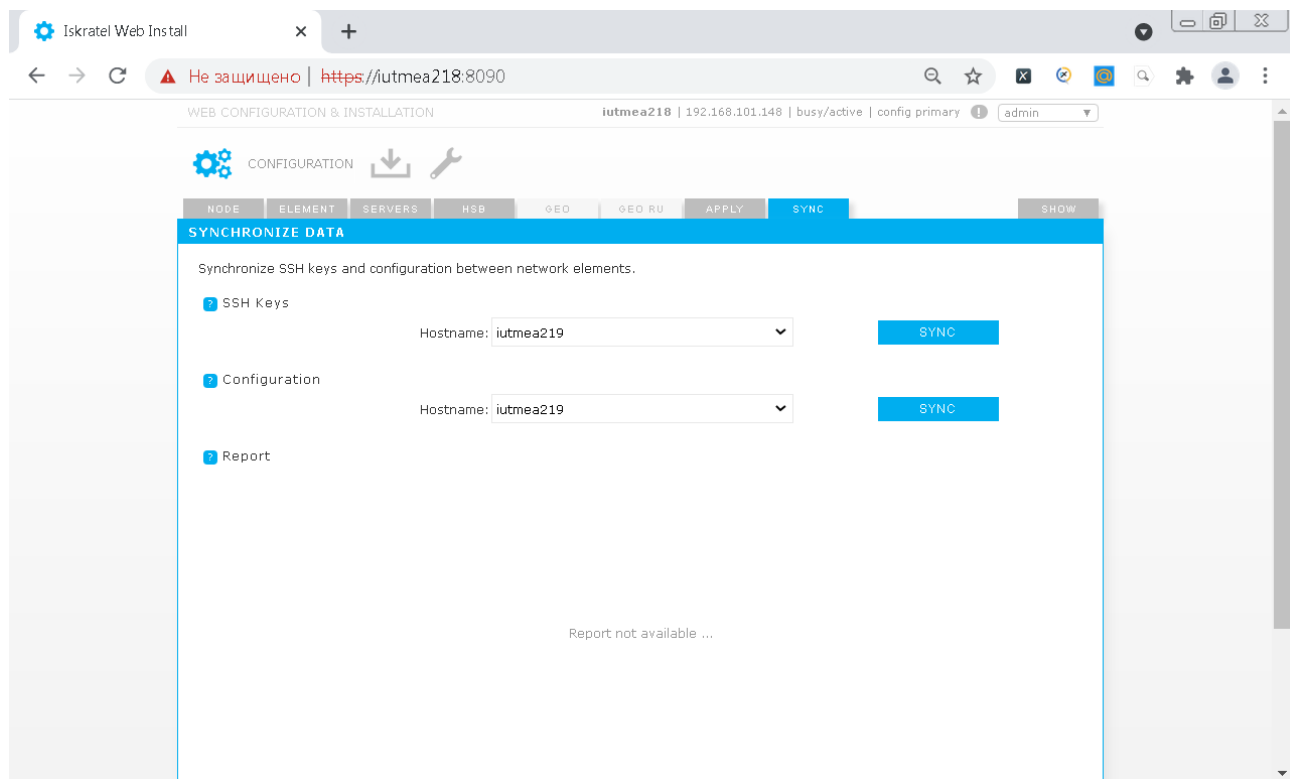 Iskratel Web Install
Не защищено | https://iutmea218:8090
WEB CONFIGURATION & INSTALLATION
iutmea218 | 192.168.101.148 | busy/active | config primary
admin
CONFIGURATION
NODE ELEMENT SERVERS HSB GEO GEO RU APPLY SYNC SHOW
SYNCHRONIZE DATA
Synchronize SSH keys and configuration between network elements.
? SSH Keys
Hostname: iutmea219 SYNC
? Configuration
Hostname: iutmea219 SYNC
? Report
Report not available ...